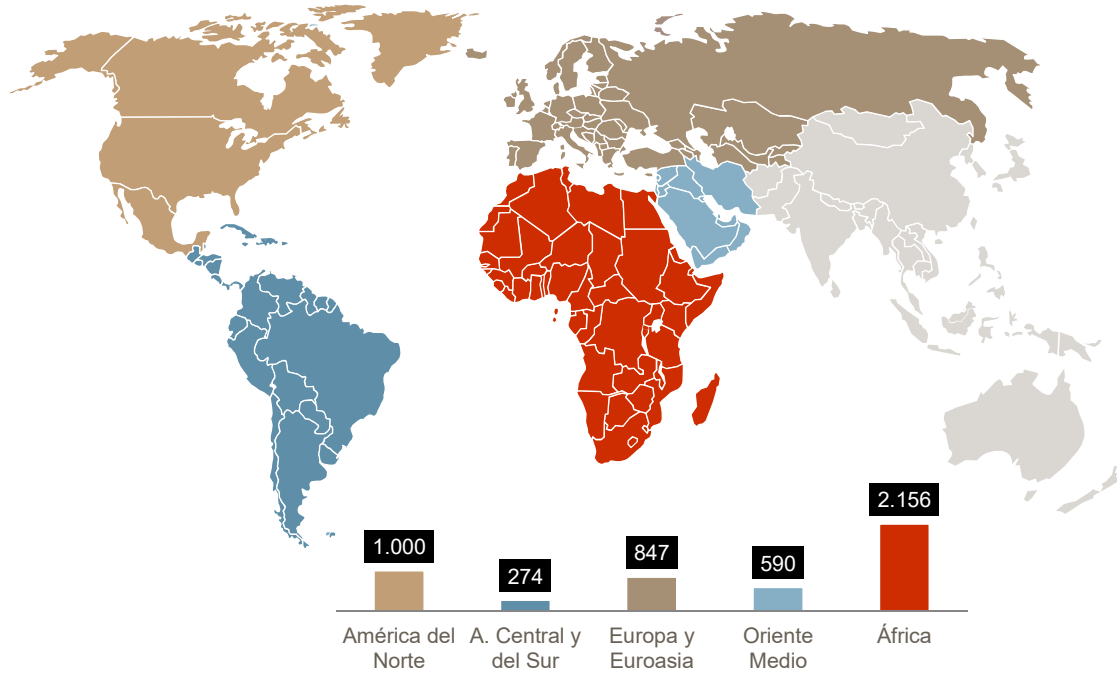 1.000
274
847
590
2.156
América del
Norte
A. Central y
del Sur
Europa y
Euroasia
Oriente
Medio
África